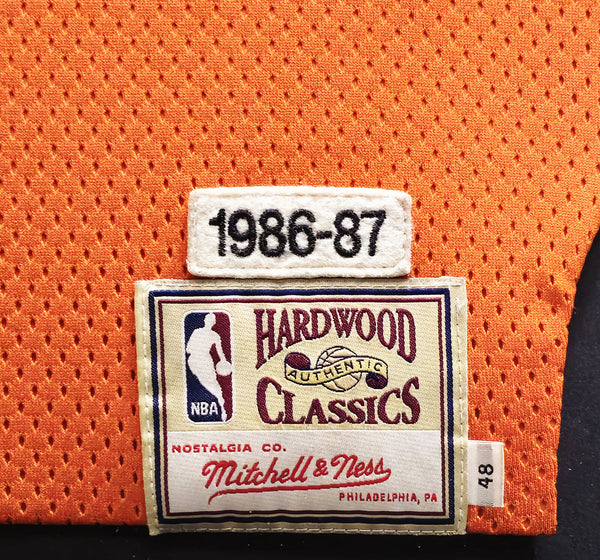 1986-87
HARDWOOD
AUTHENTIC
CLASSICS
NBA
NOSTALGIA CO.
Mitchell & Ness
PHILADELPHIA, PA
48